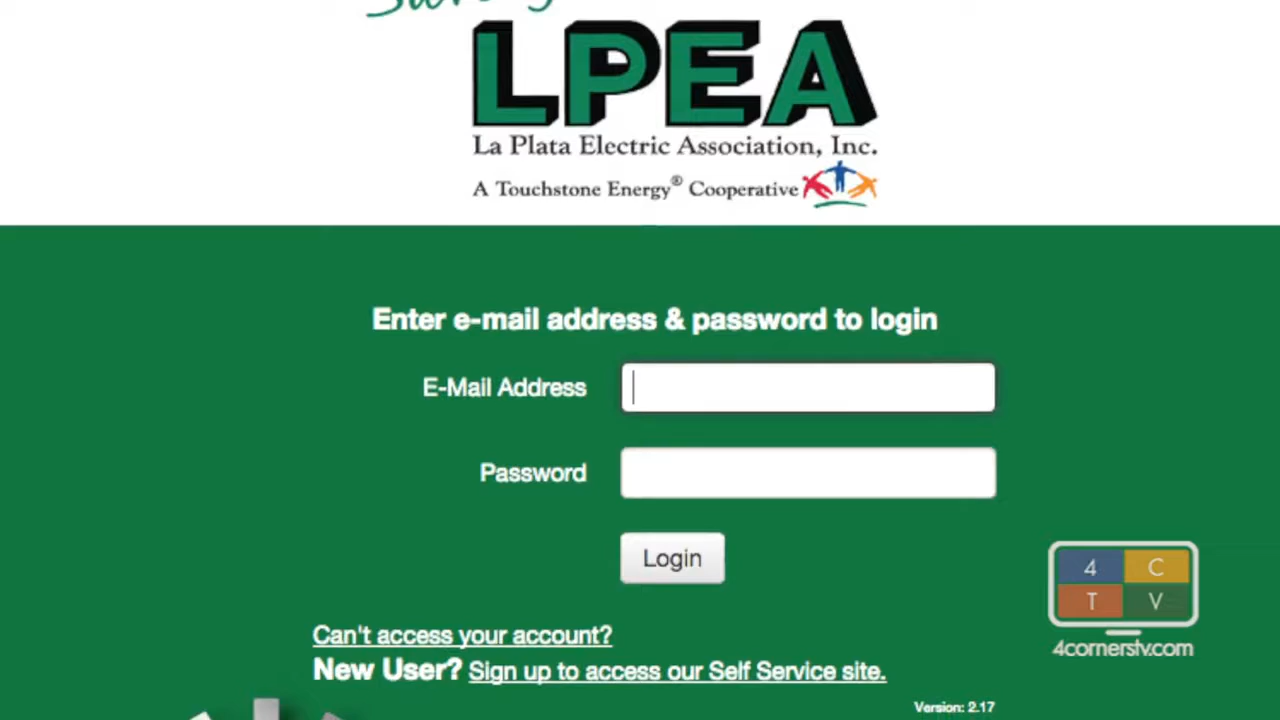 LPEA
La Plata Electric Association, Inc.
A Touchstone Energy® Cooperative
Enter e-mail address & password to login
E-Mail Address
Password
Login
4 C
T V
4cornerstv.com
Can't access your account?
New User? Sign up to access our Self Service site.
Version: 2.17